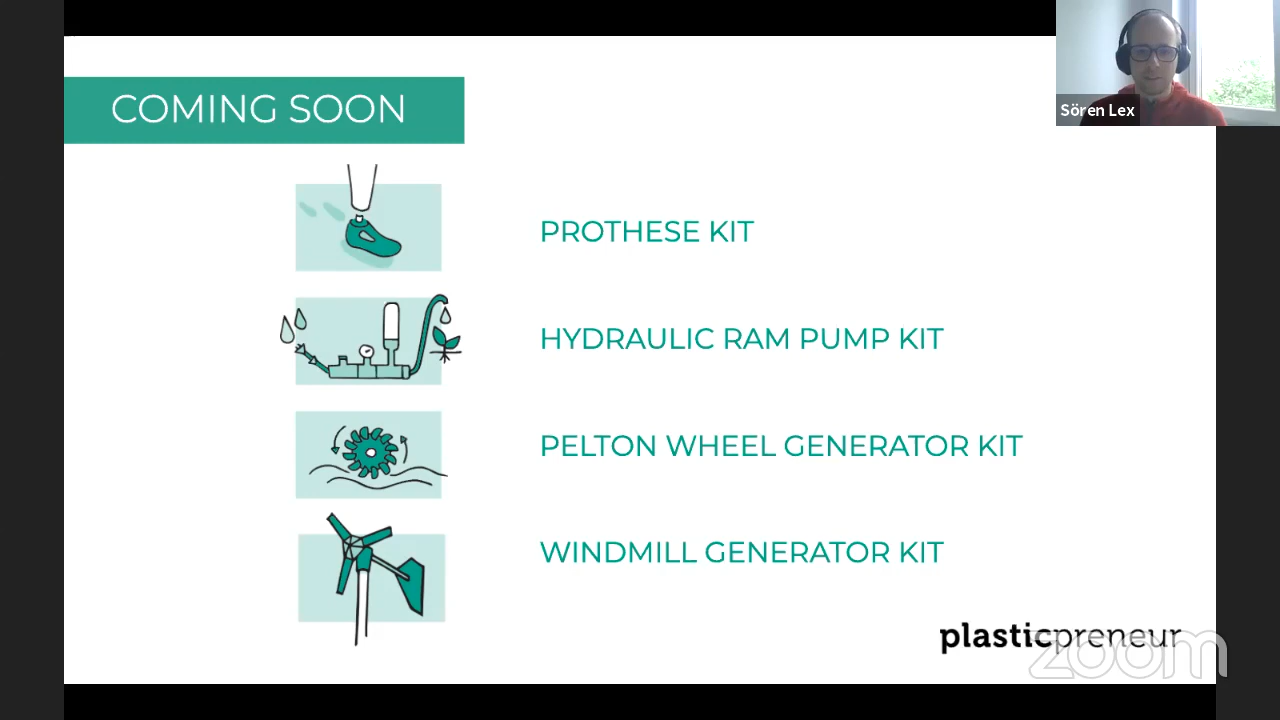 COMING SOON
Sören Lex
PROTHESE KIT
HYDRAULIC RAM PUMP KIT
PELTON WHEEL GENERATOR KIT
WINDMILL GENERATOR KIT
plasticpreneur
zoom